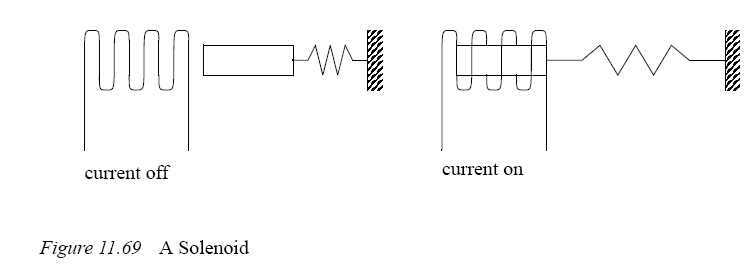 current off
current on
Figure 11.69 A Solenoid